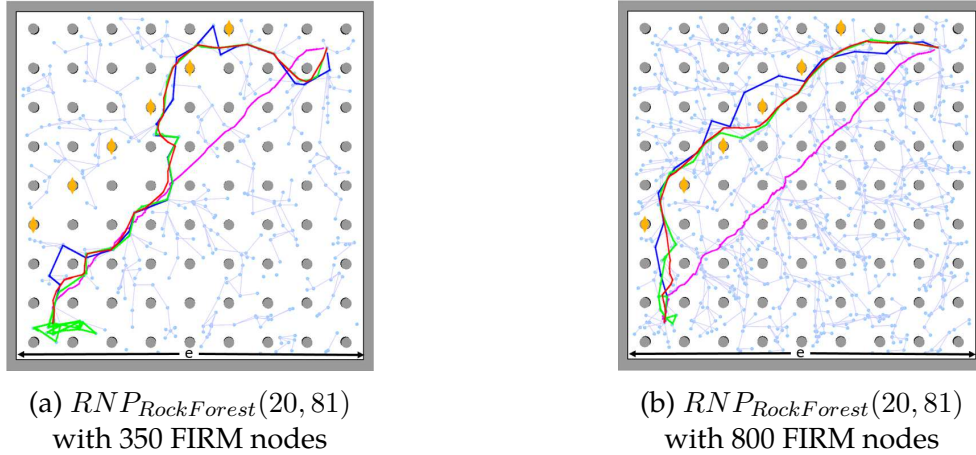 e
e
(a) RNP_{RockForest}(20, 81)
with 350 FIRM nodes
(b) RNP_{RockForest}(20, 81)
with 800 FIRM nodes